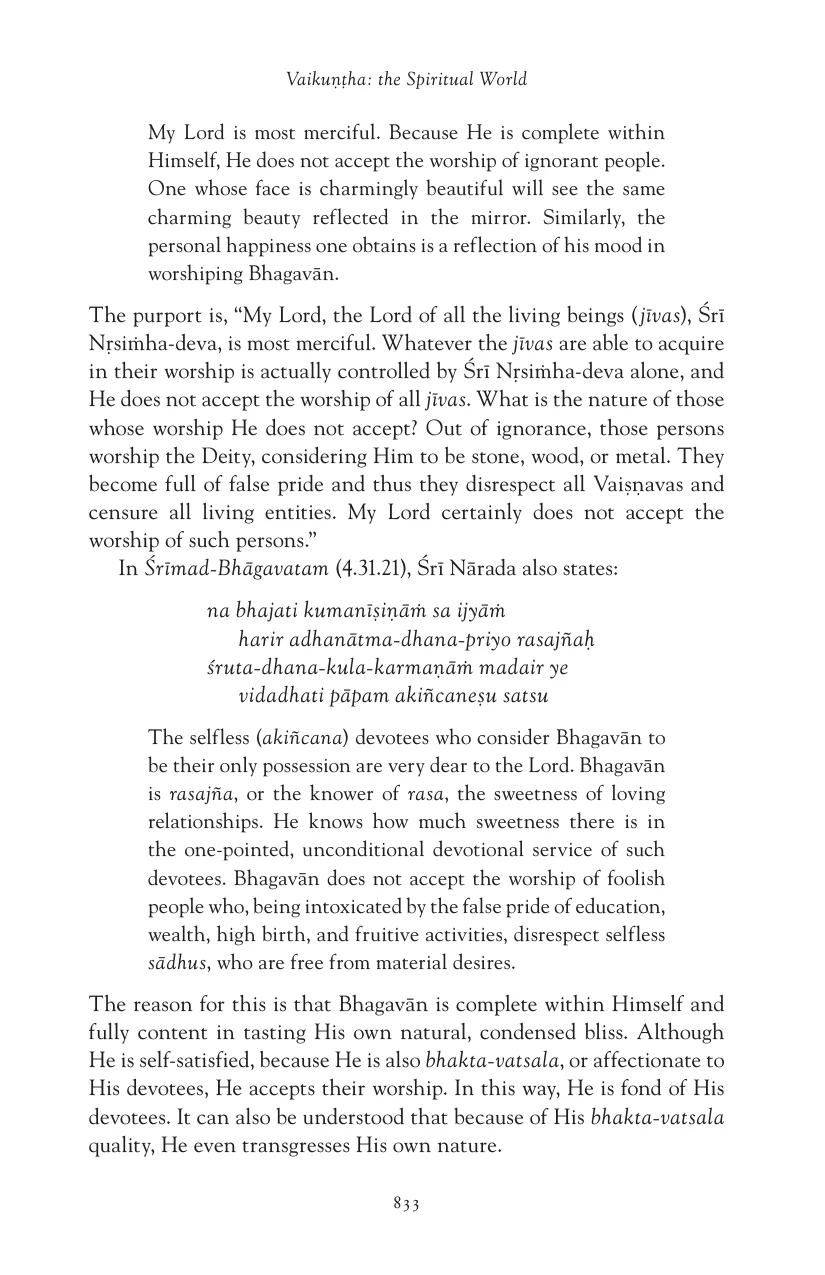 Vaikuṇṭha: the Spiritual World
My Lord is most merciful. Because He is complete within
Himself, He does not accept the worship of ignorant people.
One whose face is charmingly beautiful will see the same
charming beauty reflected in the mirror. Similarly, the
personal happiness one obtains is a reflection of his mood in
worshiping Bhagavān.
The purport is, “My Lord, the Lord of all the living beings (jīvas), Śrī
Nṛsiṁha-deva, is most merciful. Whatever the jīvas are able to acquire
in their worship is actually controlled by Śrī Nṛsiṁha-deva alone, and
He does not accept the worship of all jīvas. What is the nature of those
whose worship He does not accept? Out of ignorance, those persons
worship the Deity, considering Him to be stone, wood, or metal. They
become full of false pride and thus they disrespect all Vaiṣṇavas and
censure all living entities. My Lord certainly does not accept the
worship of such persons.”
In Śrīmad-Bhāgavatam (4.31.21), Śrī Nārada also states:
na bhajati kumanīṣiṇāṁ sa ijyāṁ
harir adhanātma-dhana-priyo rasajñaḥ
śruta-dhana-kula-karmaṇāṁ madair ye
vidadhati pāpam akiñcaneṣu satsu
The selfless (akiñcana) devotees who consider Bhagavān to
be their only possession are very dear to the Lord. Bhagavān
is rasajña, or the knower of rasa, the sweetness of loving
relationships. He knows how much sweetness there is in
the one-pointed, unconditional devotional service of such
devotees. Bhagavān does not accept the worship of foolish
people who, being intoxicated by the false pride of education,
wealth, high birth, and fruitive activities, disrespect selfless
sādhus, who are free from material desires.
The reason for this is that Bhagavān is complete within Himself and
fully content in tasting His own natural, condensed bliss. Although
He is self-satisfied, because He is also bhakta-vatsala, or affectionate to
His devotees, He accepts their worship. In this way, He is fond of His
devotees. It can also be understood that because of His bhakta-vatsala
quality, He even transgresses His own nature.
833